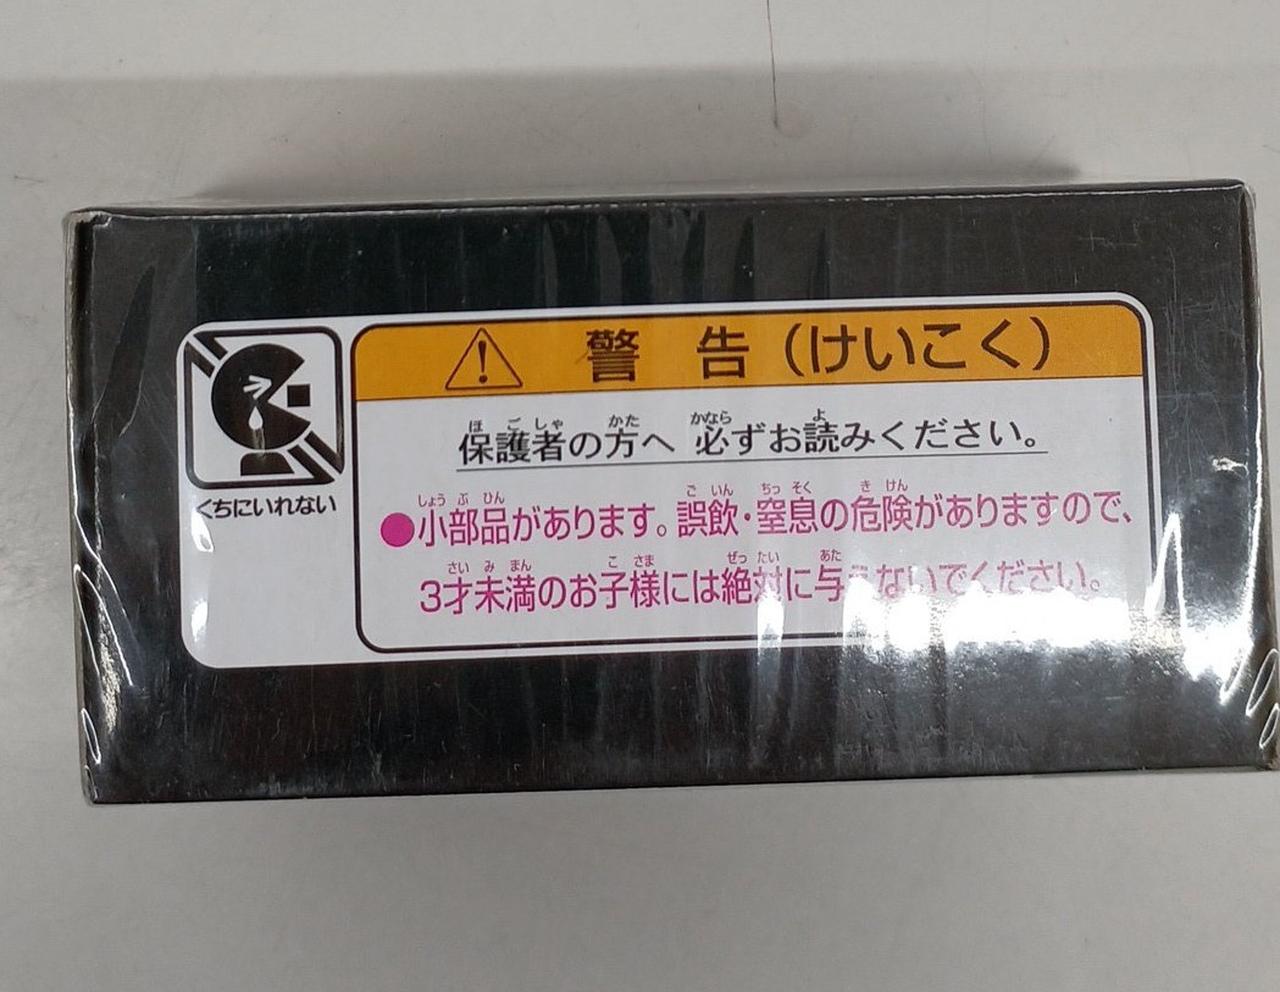 警告(けいこく)
保護者の方へ 必ずお読みください。
●小部品があります。誤飲・窒息の危険がありますので、
3才未満のお子様には絶対に与えないでください。
くちにいれない